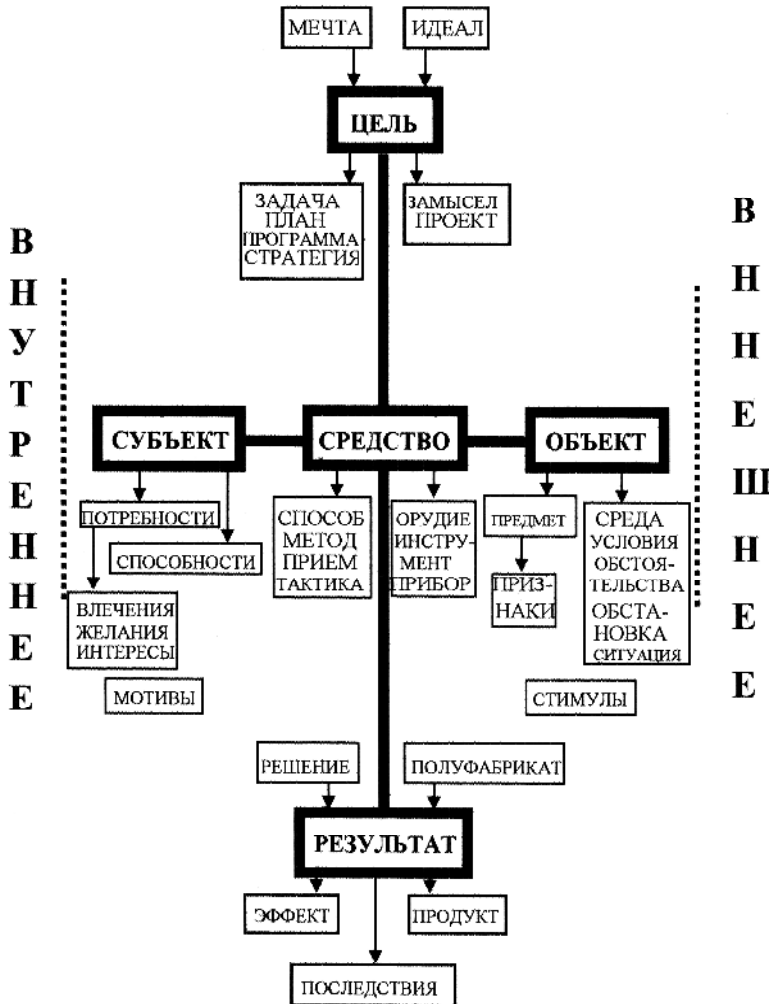 МЕЧТА
ИДЕАЛ
ЦЕЛЬ
ЗАДАЧА
ПЛАН
ПРОГРАММА
СТРАТЕГИЯ
ЗАМЫСЕЛ
ПРОЕКТ
ВНУТРЕННЕЕ
ВННЕШНЕЕ
СУБЪЕКТ
СРЕДСТВО
ОБЪЕКТ
ПОТРЕБНОСТИ
СПОСОБНОСТИ
ВЛЕЧЕНИЯ
ЖЕЛАНИЯ
ИНТЕРЕСЫ
МОТИВЫ
СПОСОБ
МЕТОД
ПРИЕМ
ТАКТИКА
ОРУДИЕ
ИНСТРУ-
МЕНТ
ПРИБОР
ПРЕДМЕТ
ПРИЗ-
НАКИ
СРЕДА
УСЛОВИЯ
ОБСТОЯ-
ТЕЛЬСТВА
ОБСТА-
НОВКА
СИТУАЦИЯ
СТИМУЛЫ
РЕШЕНИЕ
ПОЛУФАБРИКАТ
РЕЗУЛЬТАТ
ЭФФЕКТ
ПРОДУКТ
ПОСЛЕДСТВИЯ